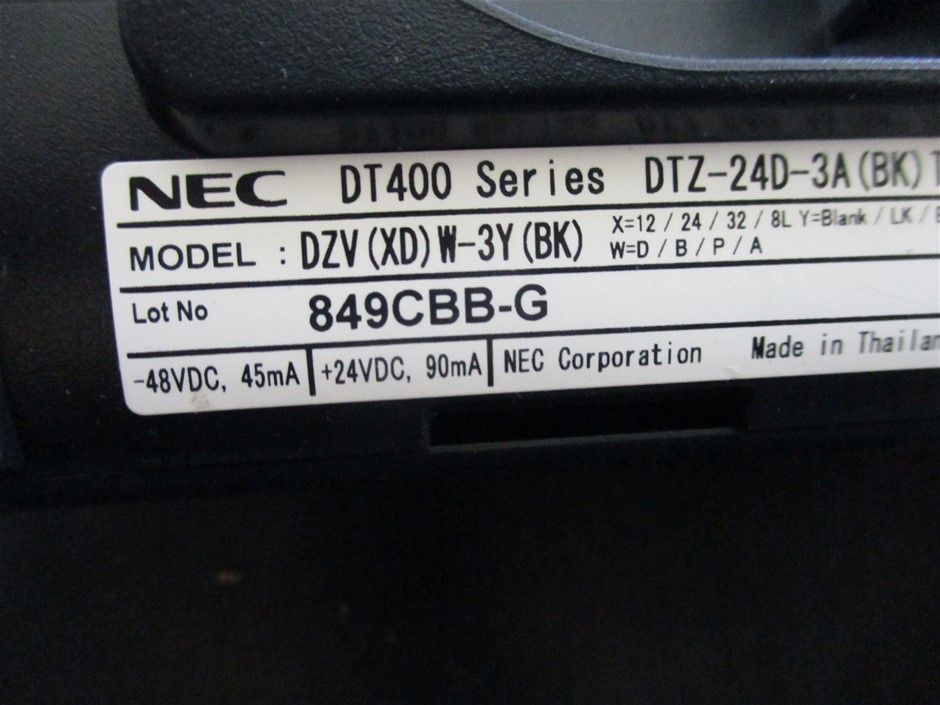 NEC DT400 Series DTZ-24D-3A(BK)
MODEL : DZV(XD)W-3Y(BK) X=12 / 24 / 32 / 8L Y=Blank / LK /
W=D / B / P / A
Lot No 849CBB-G
-48VDC, 45mA +24VDC, 90mA NEC Corporation Made in Thailan